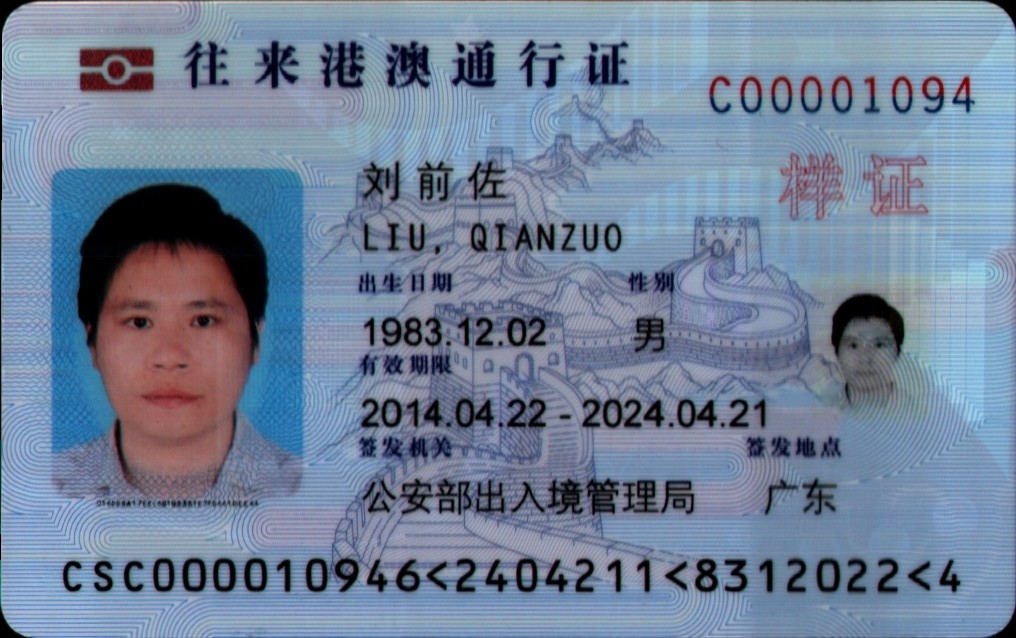 往来港澳通行证
C00001094
样证
刘前佐
LIU, QIANZUO
出生日期 性别
1983.12.02 男
有效期限
2014.04.22 - 2024.04.21
签发机关 签发地点
公安部出入境管理局 广东
CSC000010946<2404211<8312022<4